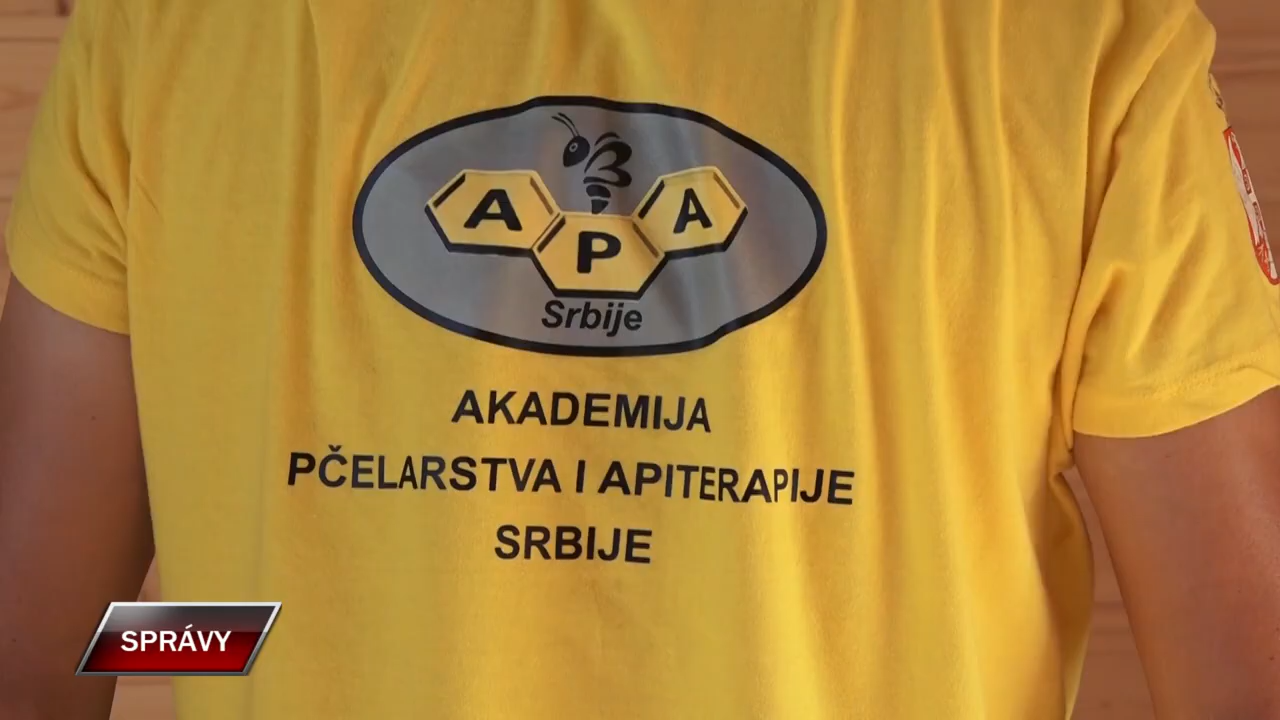 A P A
Srbije
AKADEMIJA
PČELARSTVA I APITERAPIJE
SRBIJE
SPRÁVY